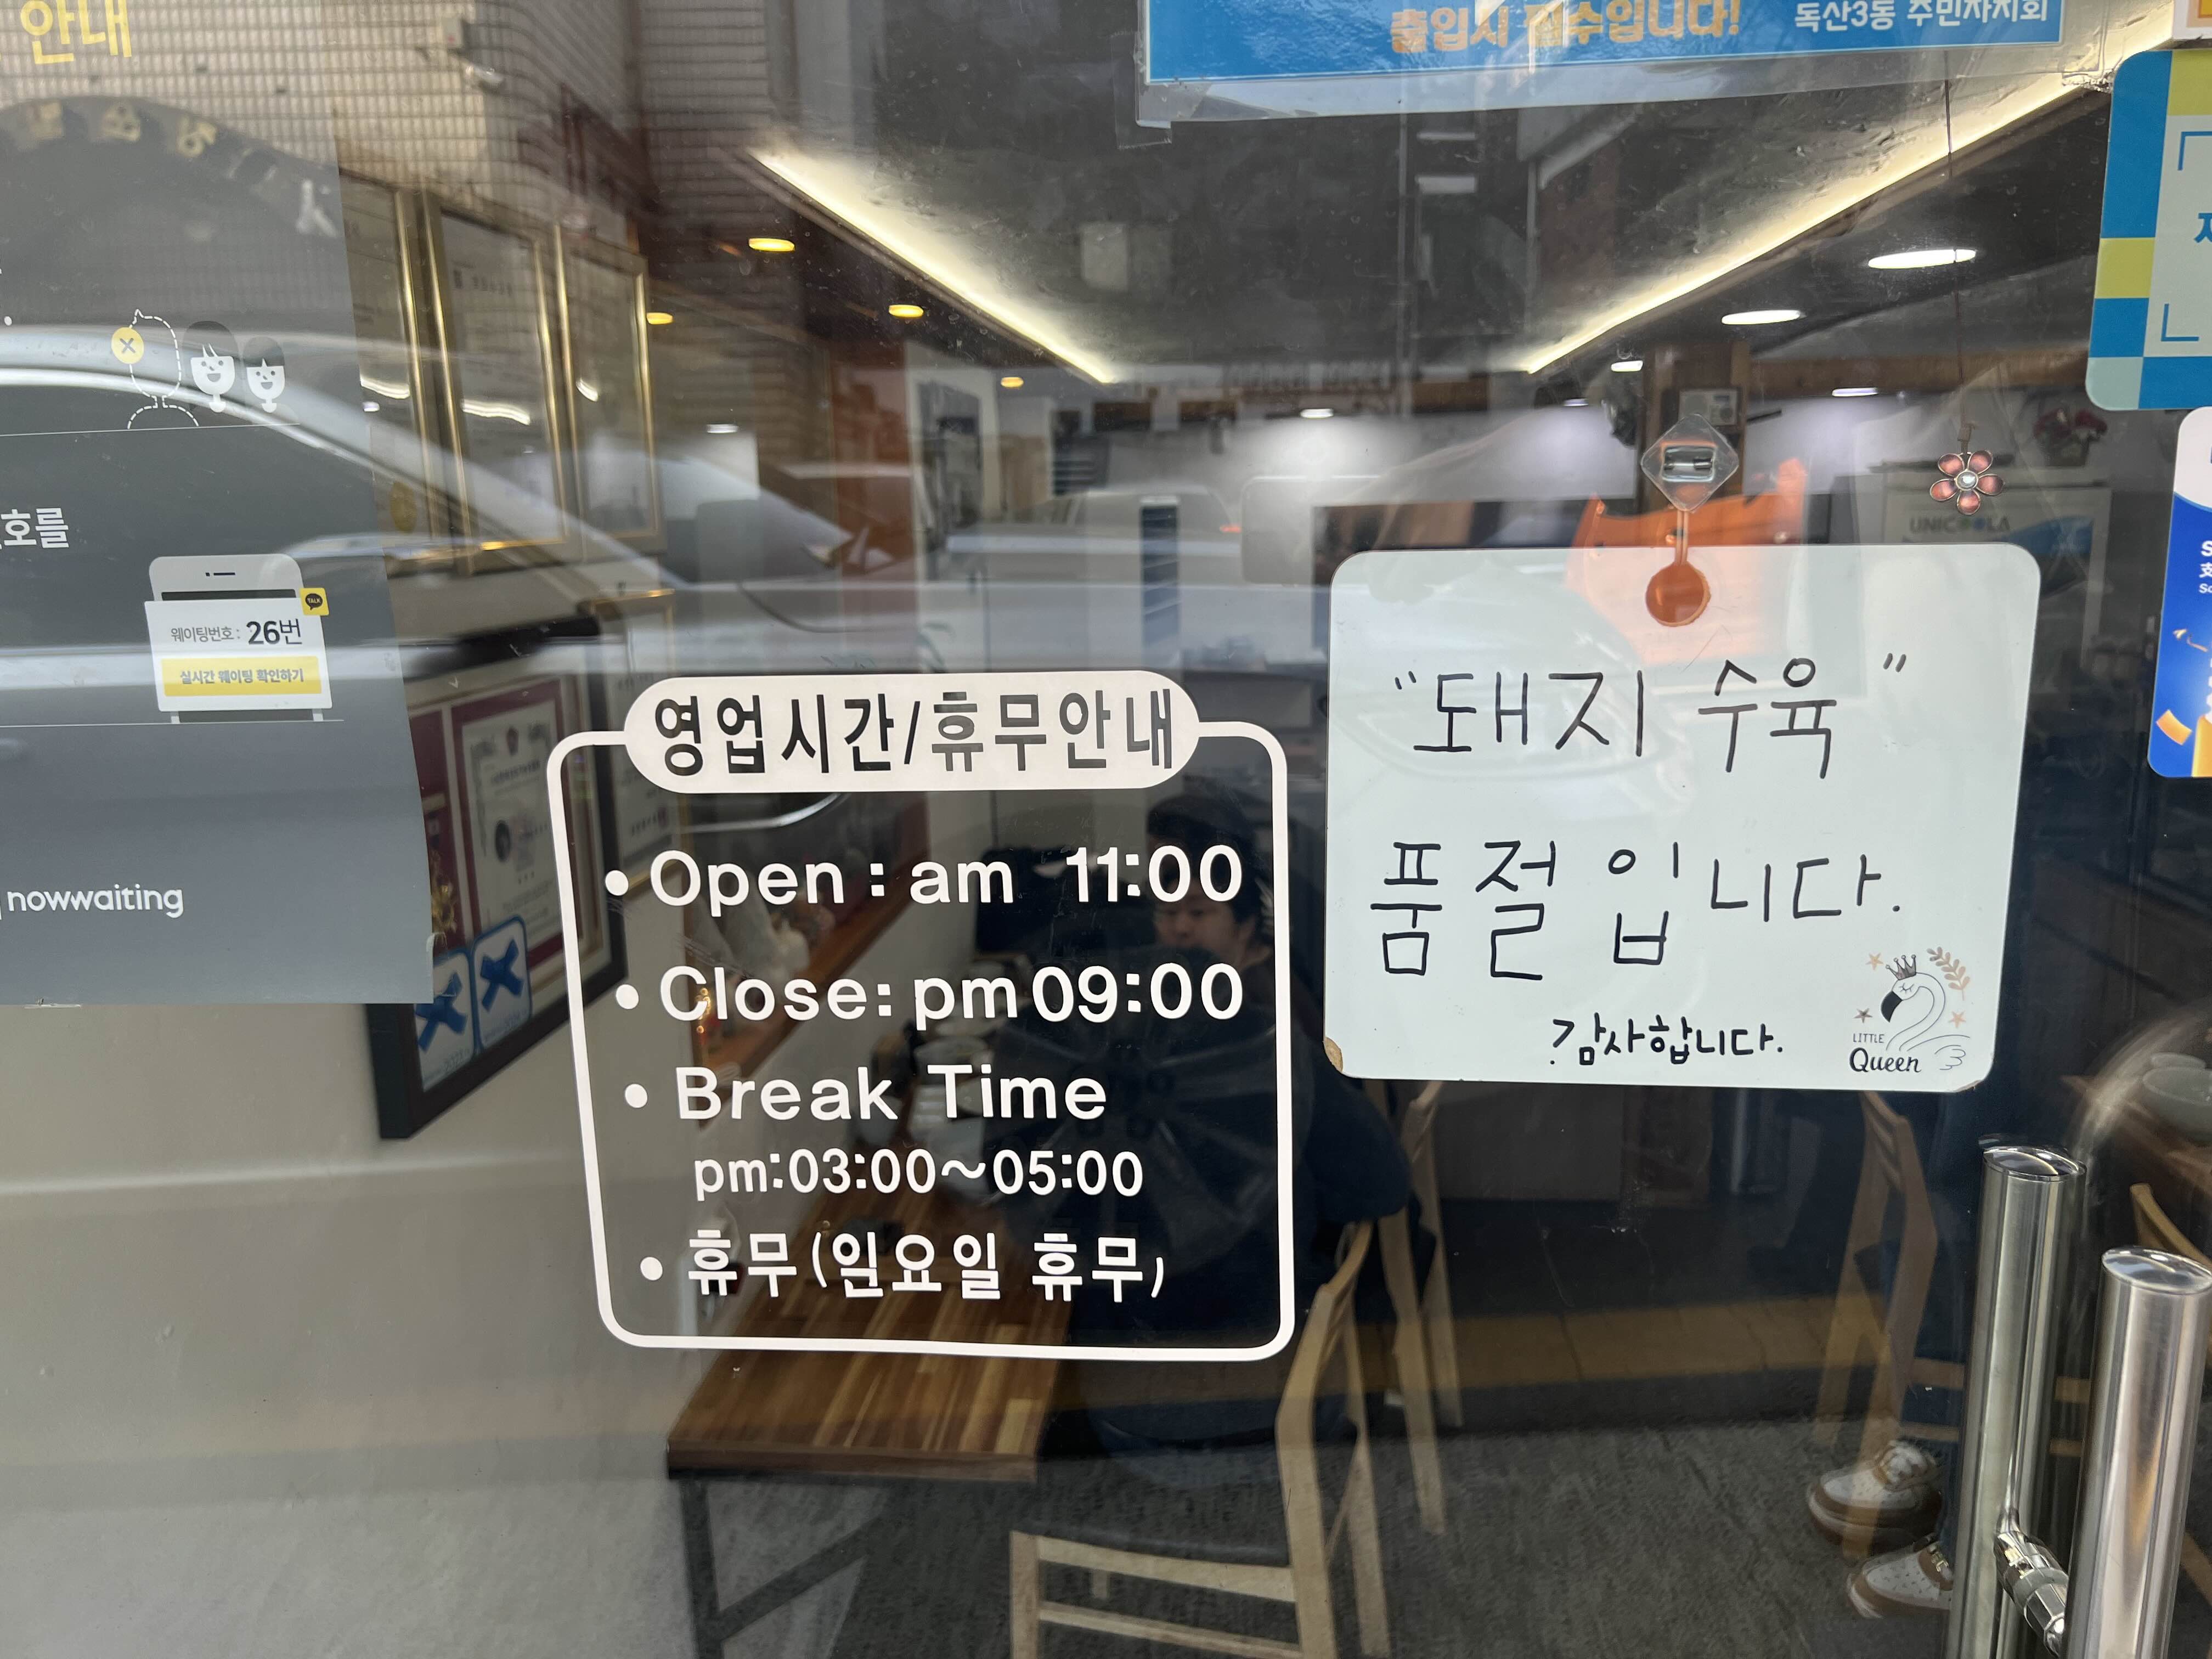 안내
호를
웨이팅번호: 26번
실시간 웨이팅 확인하기
TALK
nowwaiting
출입시 필수입니다!
독산3동 주민자치회
영업시간/휴무안내
• Open : am 11:00
• Close: pm 09:00
• Break Time
pm:03:00~05:00
• 휴무(일요일 휴무)
UNICOOLA
"돼지 수육"
품절입니다.
감사합니다.
LITTLE
Queen